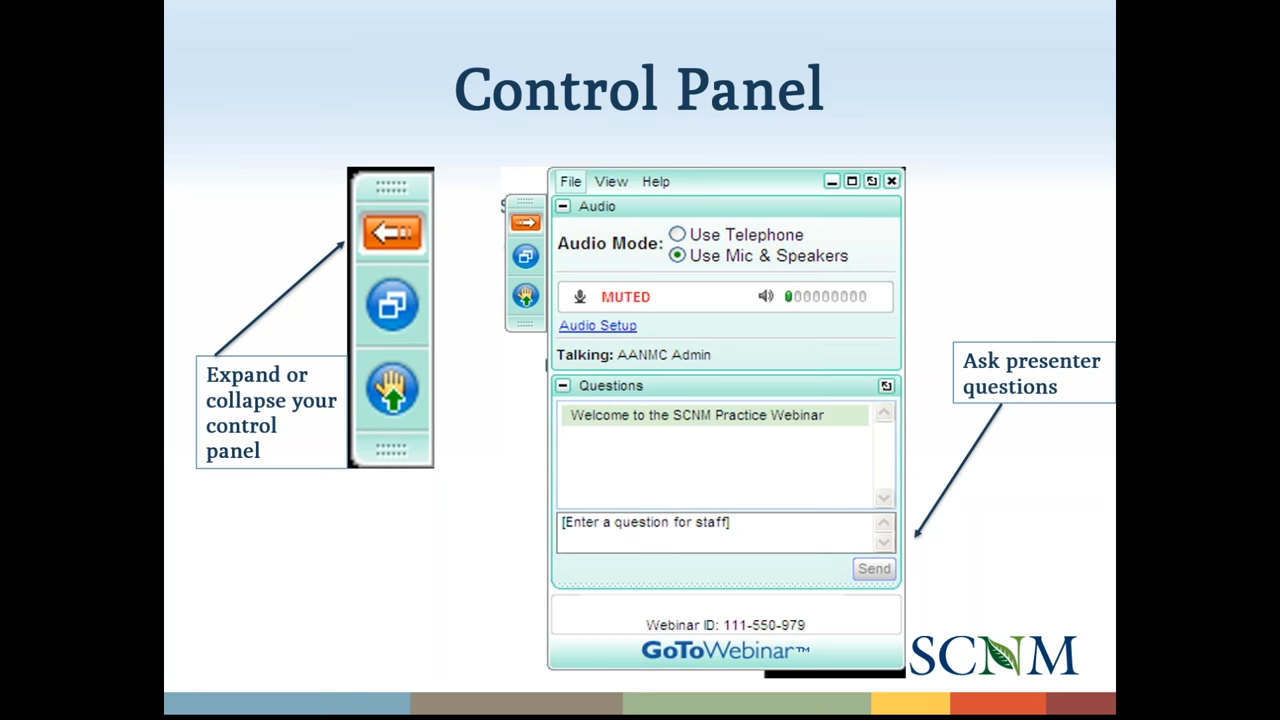 Control Panel
Expand or
collapse your
control
panel
File View Help
Audio
Audio Mode: Use Telephone
Use Mic & Speakers
MUTED
Audio Setup
Talking: AANMC Admin
Questions
Welcome to the SCNM Practice Webinar
[Enter a question for staff]
Send
Webinar ID: 111-550-979
GoToWebinar™
Ask presenter
questions
SCNM